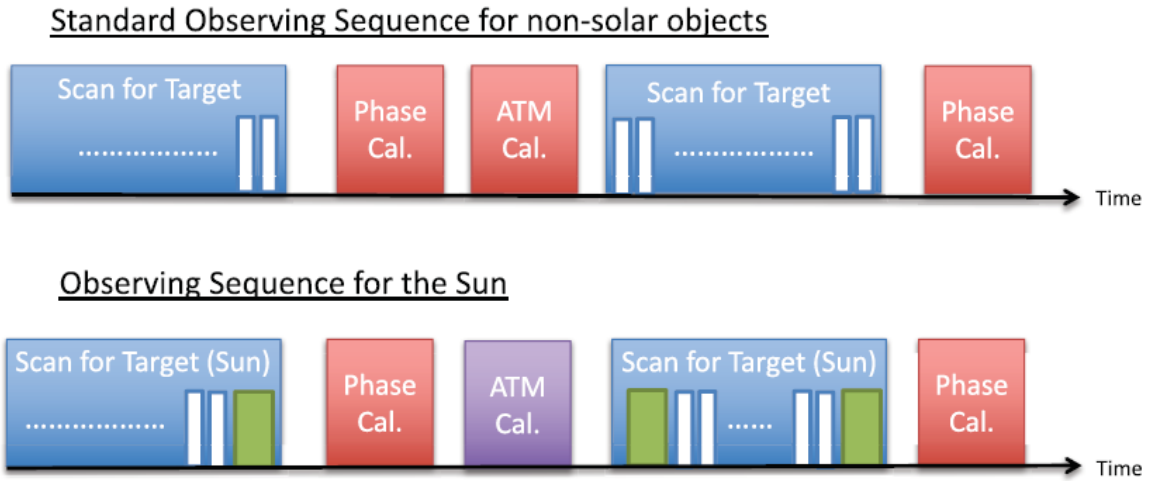 Standard Observing Sequence for non-solar objects
Scan for Target
..................
Phase
Cal.
ATM
Cal.
Scan for Target
..................
Phase
Cal.
Time
Observing Sequence for the Sun
Scan for Target (Sun)
..................
Phase
Cal.
ATM
Cal.
Scan for Target (Sun)
......
Phase
Cal.
Time